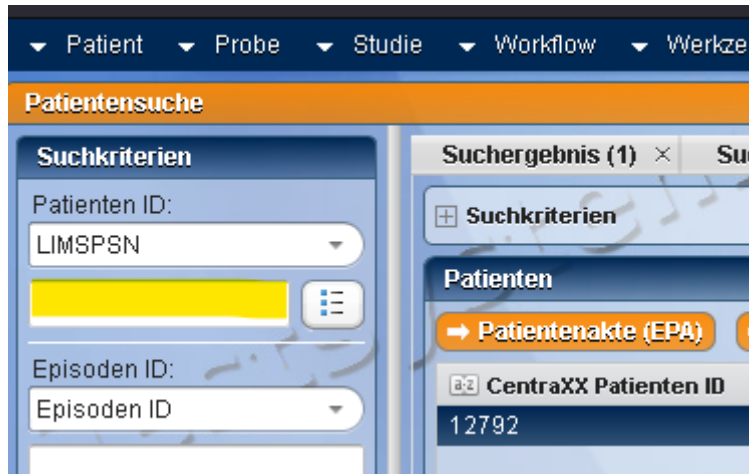 Patient Probe Studie Workflow Werkze
Patientensuche
Suchkriterien
Patienten ID:
LIMSPSN
Episoden ID:
Episoden ID
Suchergebnis (1) × Su
Suchkriterien
Patienten
Patientenakte (EPA)
a-z CentraXX Patienten ID
12792